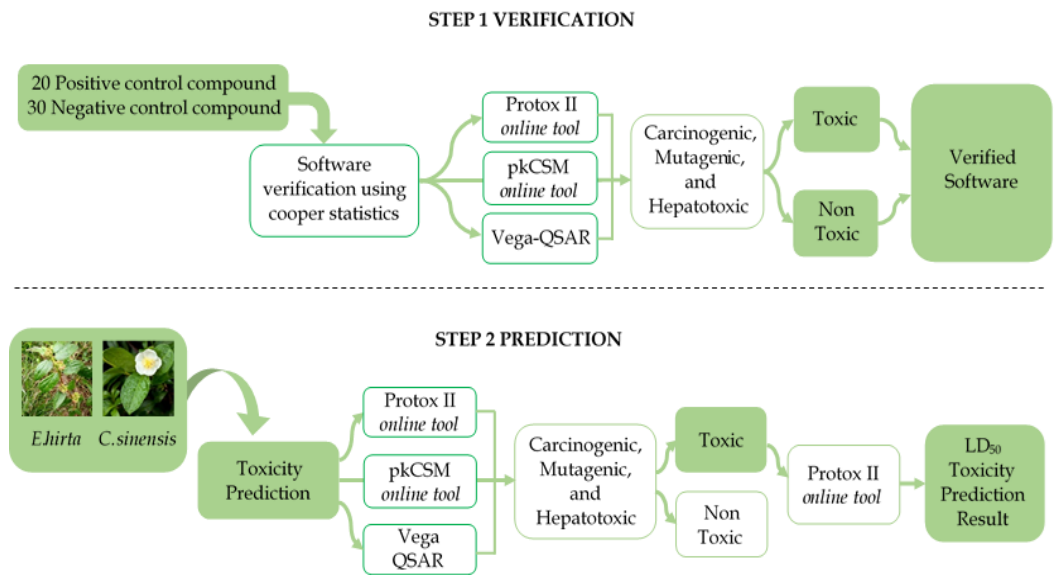 STEP 1 VERIFICATION
20 Positive control compound
30 Negative control compound
Software
verification using
cooper statistics
Protox II
online tool
pkCSM
online tool
Vega-QSAR
Carcinogenic,
Mutagenic,
and
Hepatotoxic
Toxic
Non
Toxic
Verified
Software
STEP 2 PREDICTION
E.hirta
C.sinensis
Toxicity
Prediction
Protox II
online tool
pkCSM
online tool
Vega
QSAR
Carcinogenic,
Mutagenic,
and
Hepatotoxic
Toxic
Non
Toxic
Protox II
online tool
LD₅₀
Toxicity
Prediction
Result